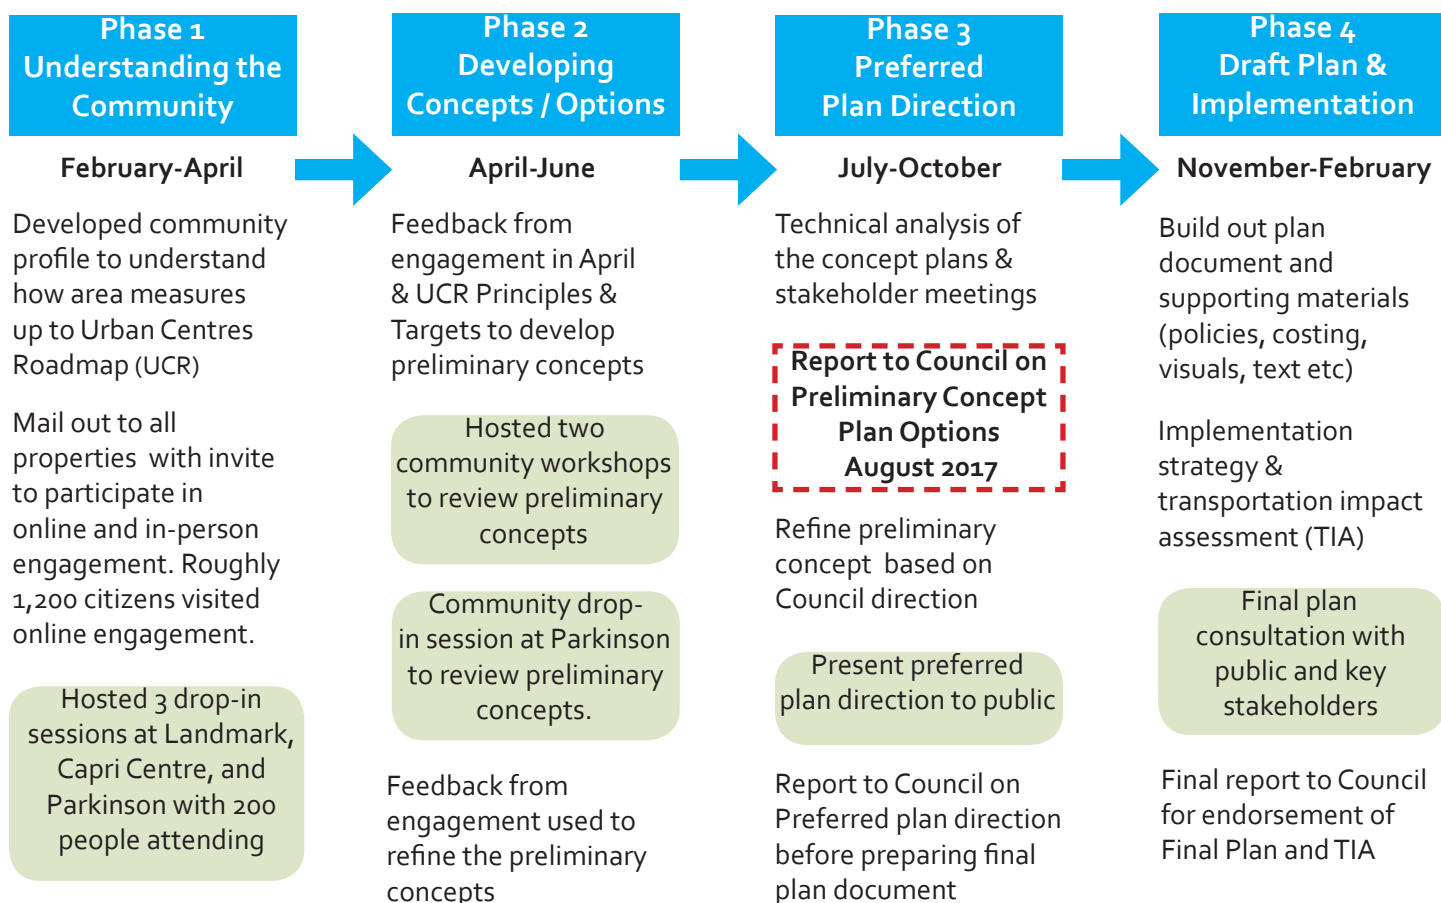 Phase 1
Understanding the
Community
February-April
Developed community
profile to understand
how area measures
up to Urban Centres
Roadmap (UCR)
Mail out to all
properties with invite
to participate in
online and in-person
engagement. Roughly
1,200 citizens visited
online engagement.
Hosted 3 drop-in
sessions at Landmark,
Capri Centre, and
Parkinson with 200
people attending
Phase 2
Developing
Concepts / Options
April-June
Feedback from
engagement in April
& UCR Principles &
Targets to develop
preliminary concepts
Hosted two
community workshops
to review preliminary
concepts
Community drop-
in session at Parkinson
to review preliminary
concepts.
Feedback from
engagement used to
refine the preliminary
concepts
Phase 3
Preferred
Plan Direction
July-October
Technical analysis of
the concept plans &
stakeholder meetings
Report to Council on
Preliminary Concept
Plan Options
August 2017
Refine preliminary
concept based on
Council direction
Present preferred
plan direction to public
Report to Council on
Preferred plan direction
before preparing final
plan document
Phase 4
Draft Plan &
Implementation
November-February
Build out plan
document and
supporting materials
(policies, costing,
visuals, text etc)
Implementation
strategy &
transportation impact
assessment (TIA)
Final plan
consultation with
public and key
stakeholders
Final report to Council
for endorsement of
Final Plan and TIA